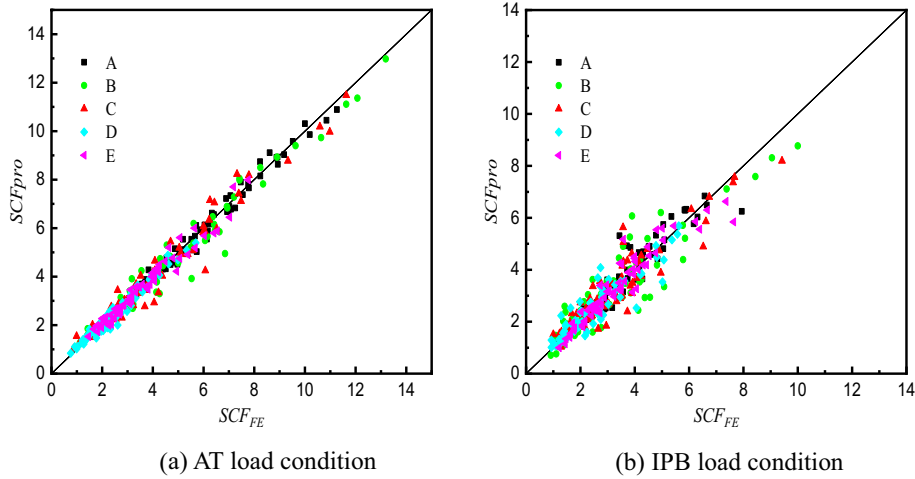 14
12
10
8
6
4
2
0
SCFpro
A
B
C
D
E
0 2 4 6 8 10 12 14
SCF_FE
(a) AT load condition
14
12
10
8
6
4
2
0
SCFpro
A
B
C
D
E
0 2 4 6 8 10 12 14
SCF_FE
(b) IPB load condition